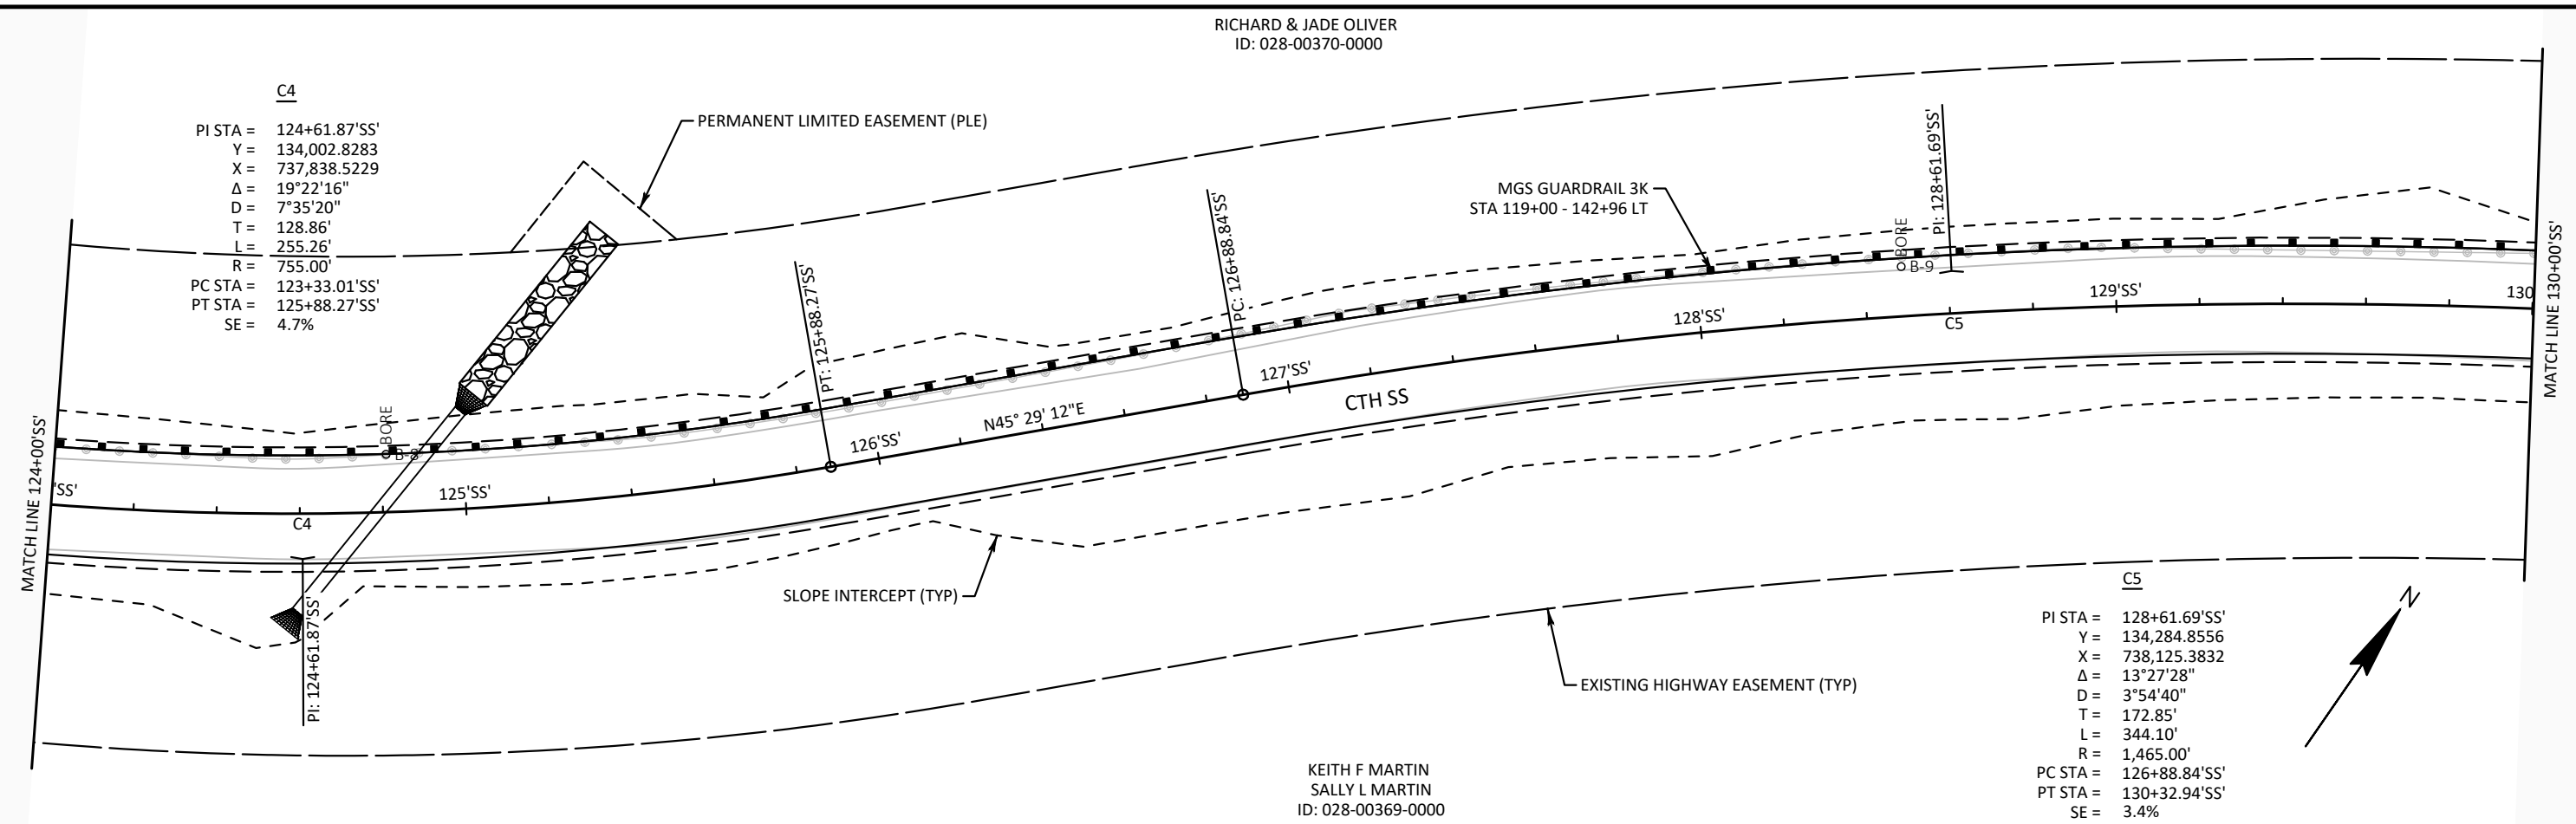 RICHARD & JADE OLIVER
ID: 028-00370-0000
C4
PI STA = 124+61.87'SS'
Y = 134,002.8283
X = 737,838.5229
Δ = 19°22'16"
D = 7°35'20"
T = 128.86'
L = 255.26'
R = 755.00'
PC STA = 123+33.01'SS'
PT STA = 125+88.27'SS'
SE = 4.7%
PERMANENT LIMITED EASEMENT (PLE)
MGS GUARDRAIL 3K
STA 119+00 - 142+96 LT
PT: 125+88.27'SS'
PC: 126+88.84'SS'
PI: 128+61.69'SS'
BORE
B-9
BORE
B-8
MATCH LINE 124+00'SS'
MATCH LINE 130+00'SS'
'SS'
C4
125'SS'
126'SS'
N45° 29' 12"E
127'SS'
CTH SS
128'SS'
C5
129'SS'
130
PI: 124+61.87'SS'
SLOPE INTERCEPT (TYP)
EXISTING HIGHWAY EASEMENT (TYP)
KEITH F MARTIN
SALLY L MARTIN
ID: 028-00369-0000
C5
PI STA = 128+61.69'SS'
Y = 134,284.8556
X = 738,125.3832
Δ = 13°27'28"
D = 3°54'40"
T = 172.85'
L = 344.10'
R = 1,465.00'
PC STA = 126+88.84'SS'
PT STA = 130+32.94'SS'
SE = 3.4%
N